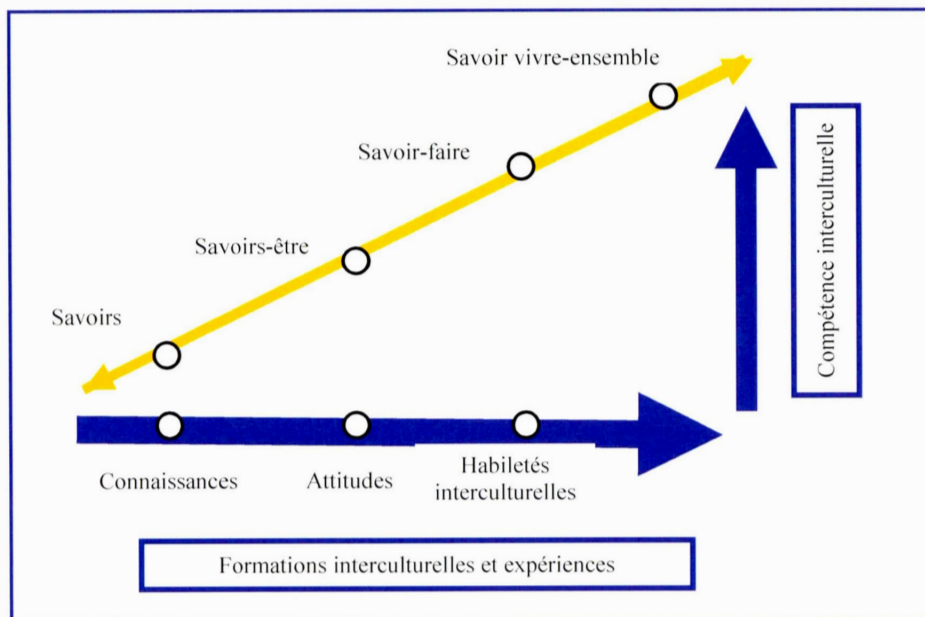 Savoir vivre-ensemble
Savoir-faire
Savoirs-être
Savoirs
Compétence interculturelle
Connaissances
Attitudes
Habiletés
interculturelles
Formations interculturelles et expériences